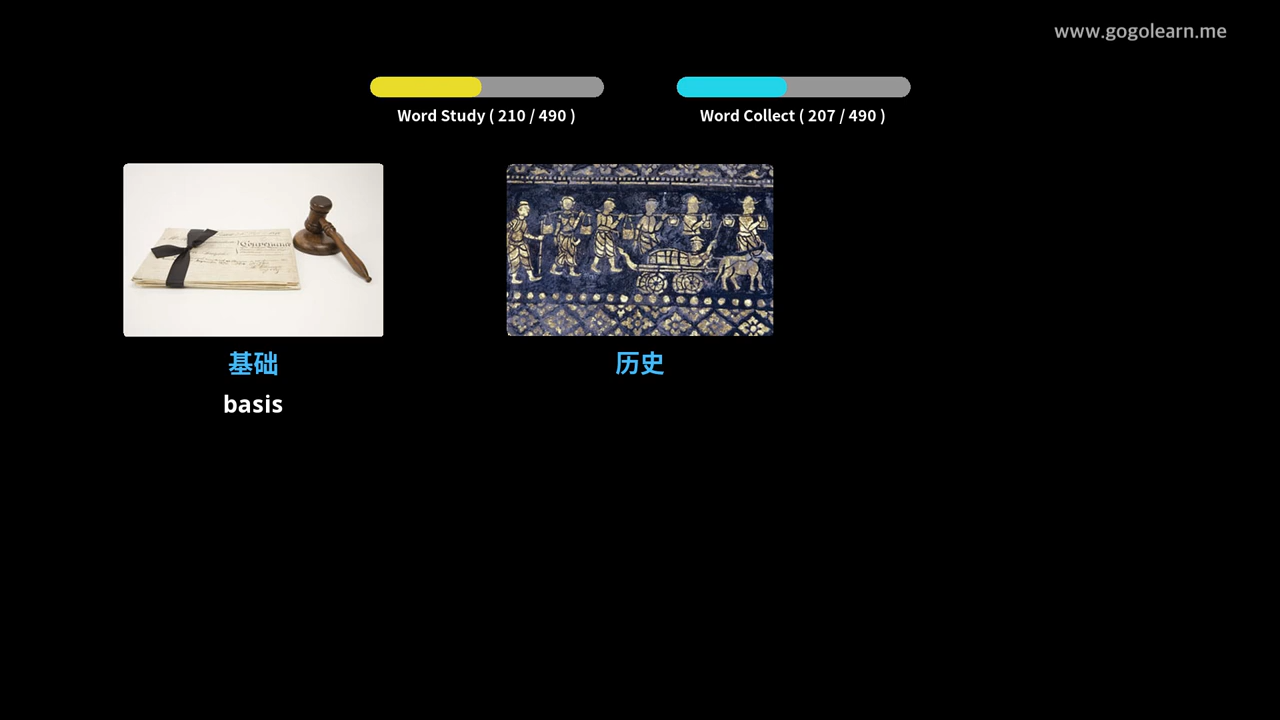 www.gogolearn.me
Word Study ( 210 / 490 )
Word Collect ( 207 / 490 )
基础
历史
basis